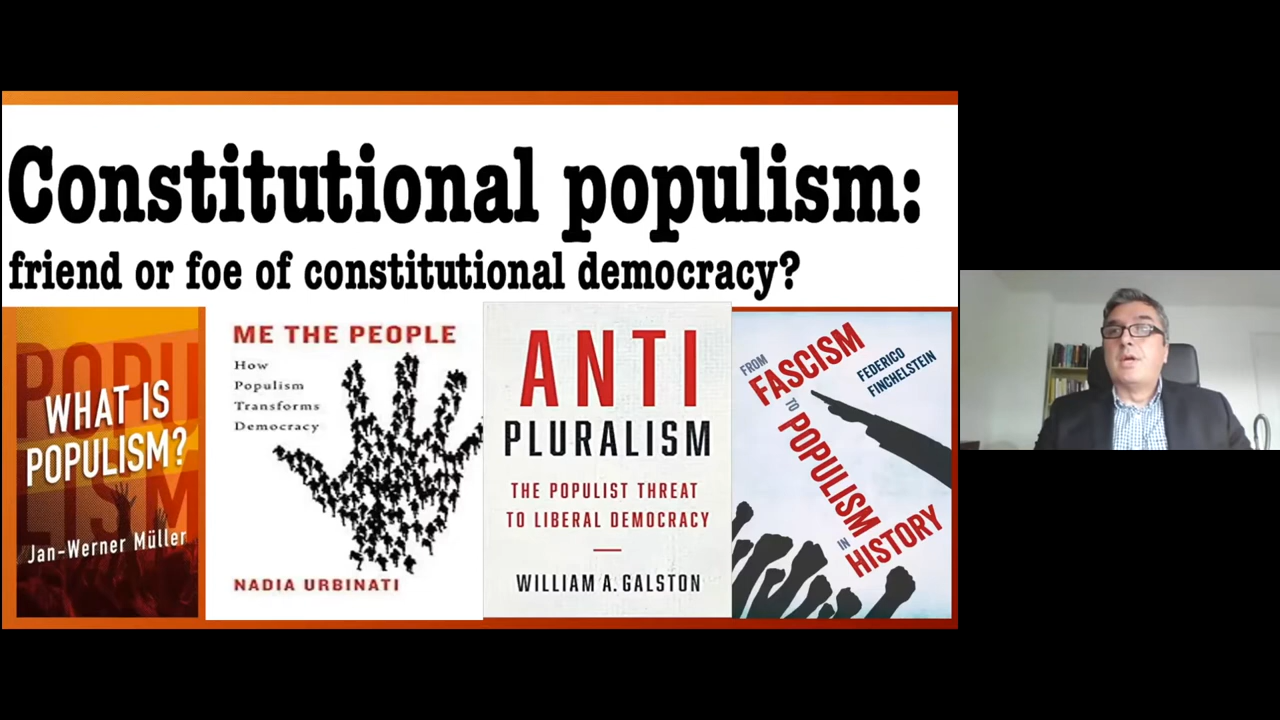 Constitutional populism:
friend or foe of constitutional democracy?
POPU
LISM
WHAT IS
POPULISM?
Jan-Werner Müller
ME THE PEOPLE
How
Populism
Transforms
Democracy
NADIA URBINATI
ANTI
PLURALISM
THE POPULIST THREAT
TO LIBERAL DEMOCRACY
WILLIAM A. GALSTON
FROM
FASCISM
TO
POPULISM
IN
HISTORY
FEDERICO
FINCHELSTEIN